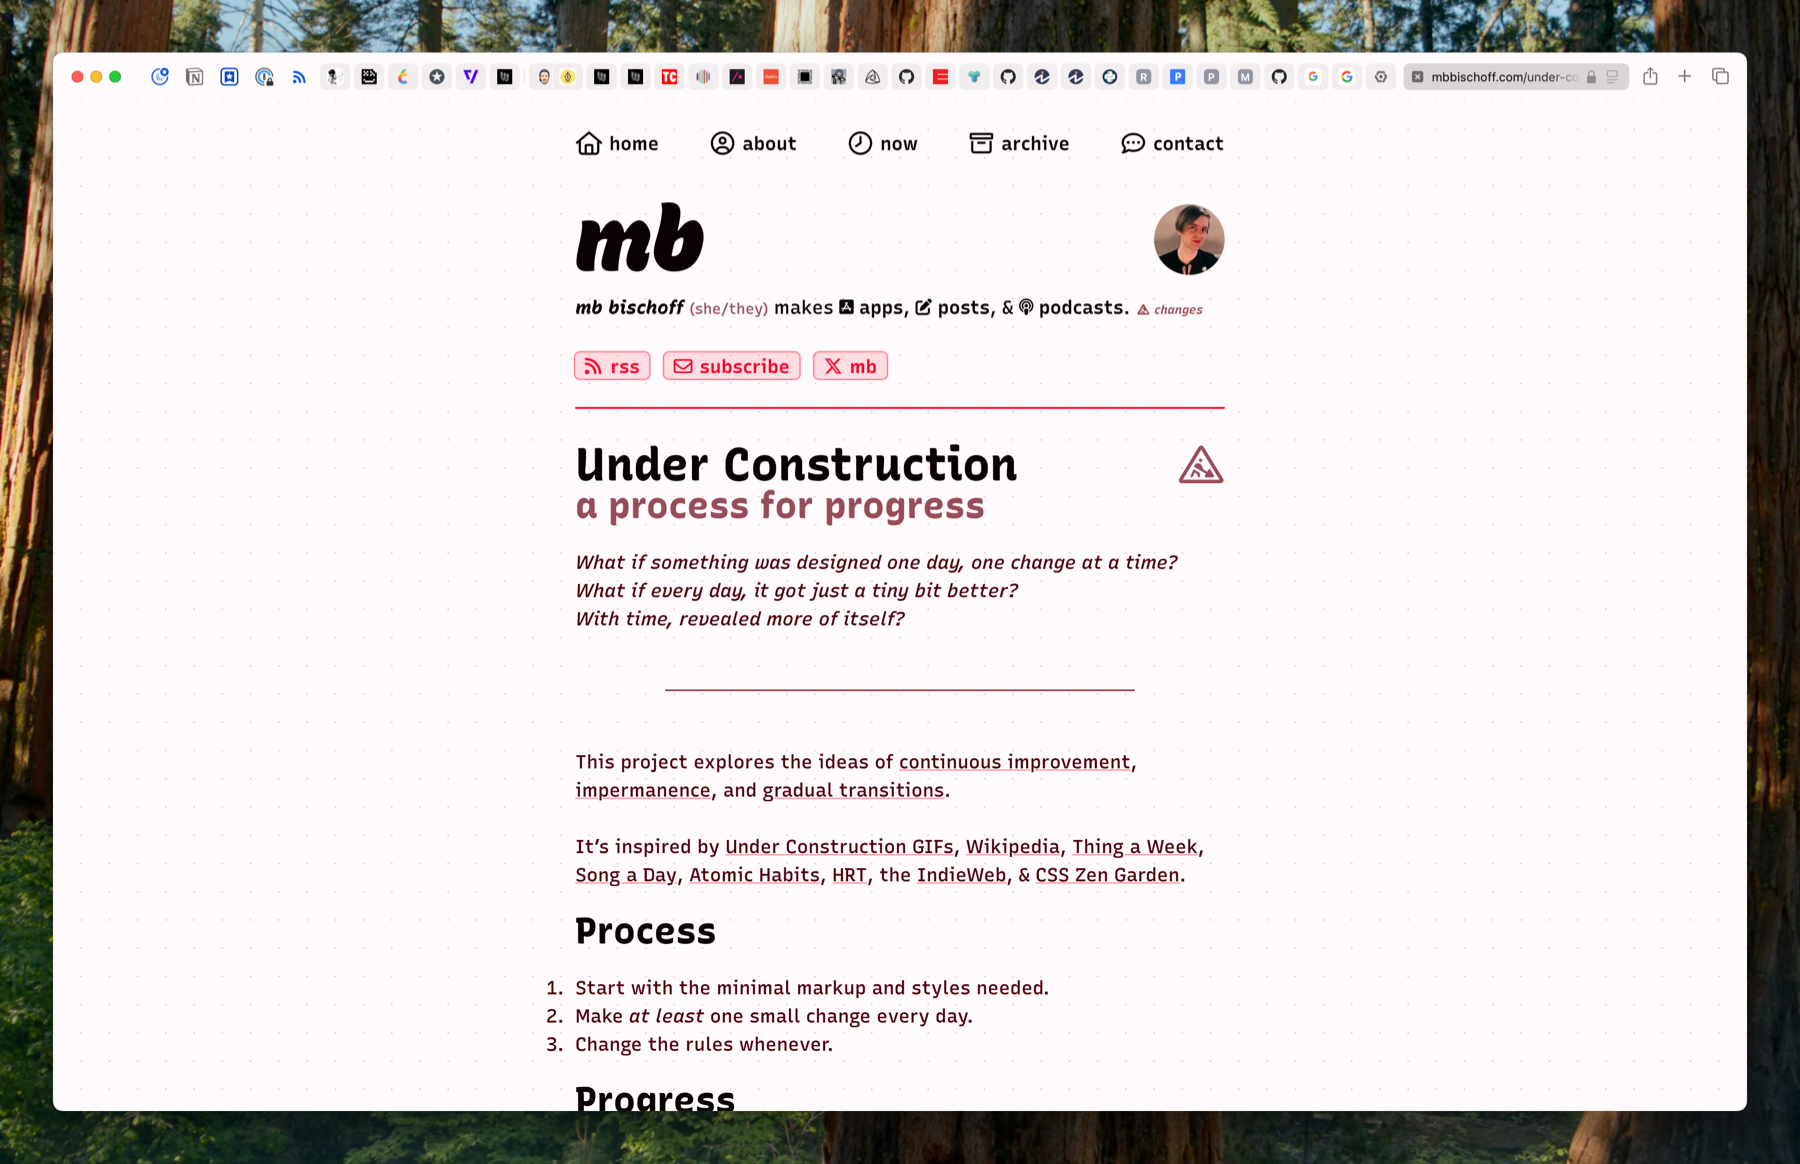 mbbischoff.com/under-co
home
about
now
archive
contact
mb
mb bischoff (she/they) makes apps, posts, & podcasts. changes
rss
subscribe
mb
Under Construction
a process for progress
What if something was designed one day, one change at a time?
What if every day, it got just a tiny bit better?
With time, revealed more of itself?
This project explores the ideas of continuous improvement,
impermanence, and gradual transitions.
It’s inspired by Under Construction GIFs, Wikipedia, Thing a Week,
Song a Day, Atomic Habits, HRT, the IndieWeb, & CSS Zen Garden.
Process
1. Start with the minimal markup and styles needed.
2. Make at least one small change every day.
3. Change the rules whenever.
Progress